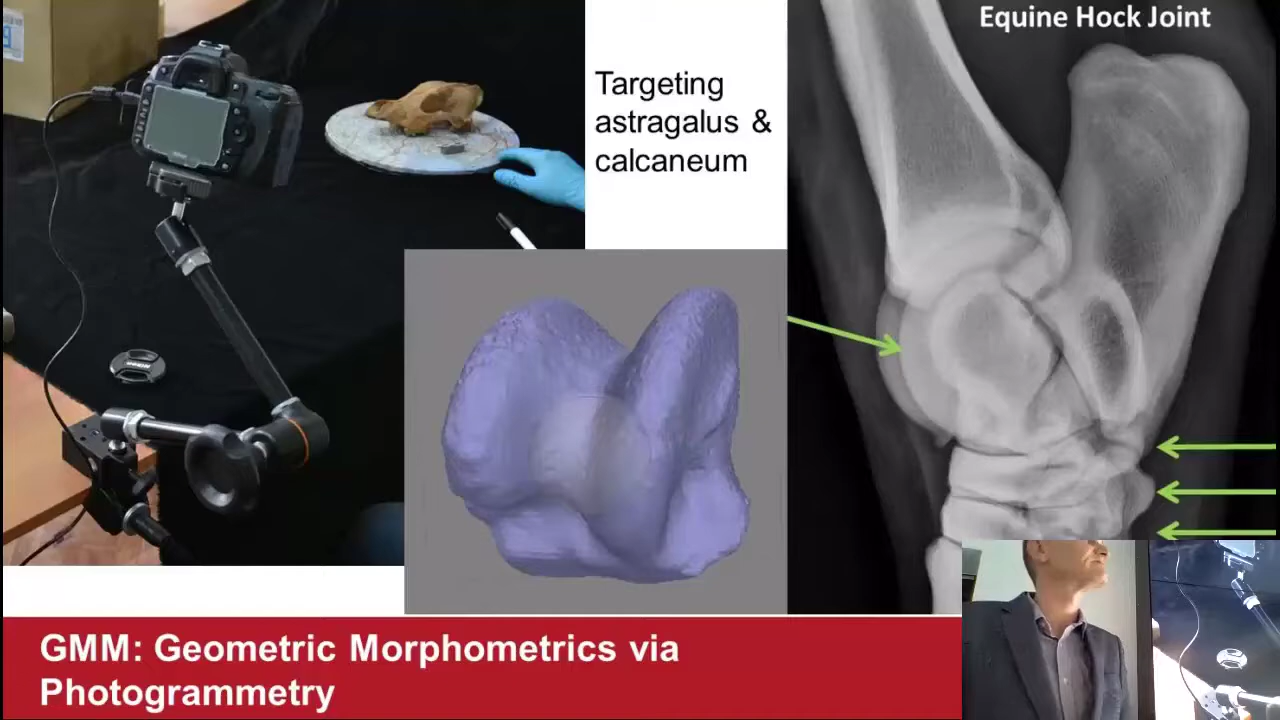 Equine Hock Joint
Targeting
astragalus &
calcaneum
GMM: Geometric Morphometrics via
Photogrammetry